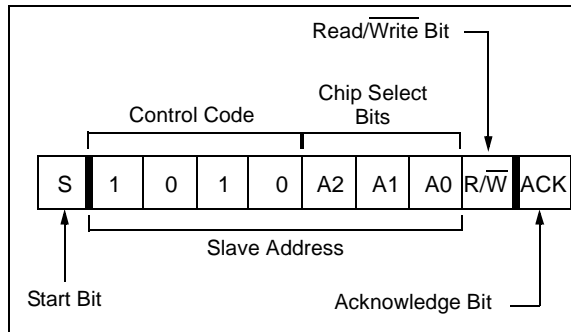 Read/Write Bit
Chip Select
Bits
Control Code
S 1 0 1 0 A2 A1 A0 R/W ACK
Slave Address
Start Bit
Acknowledge Bit